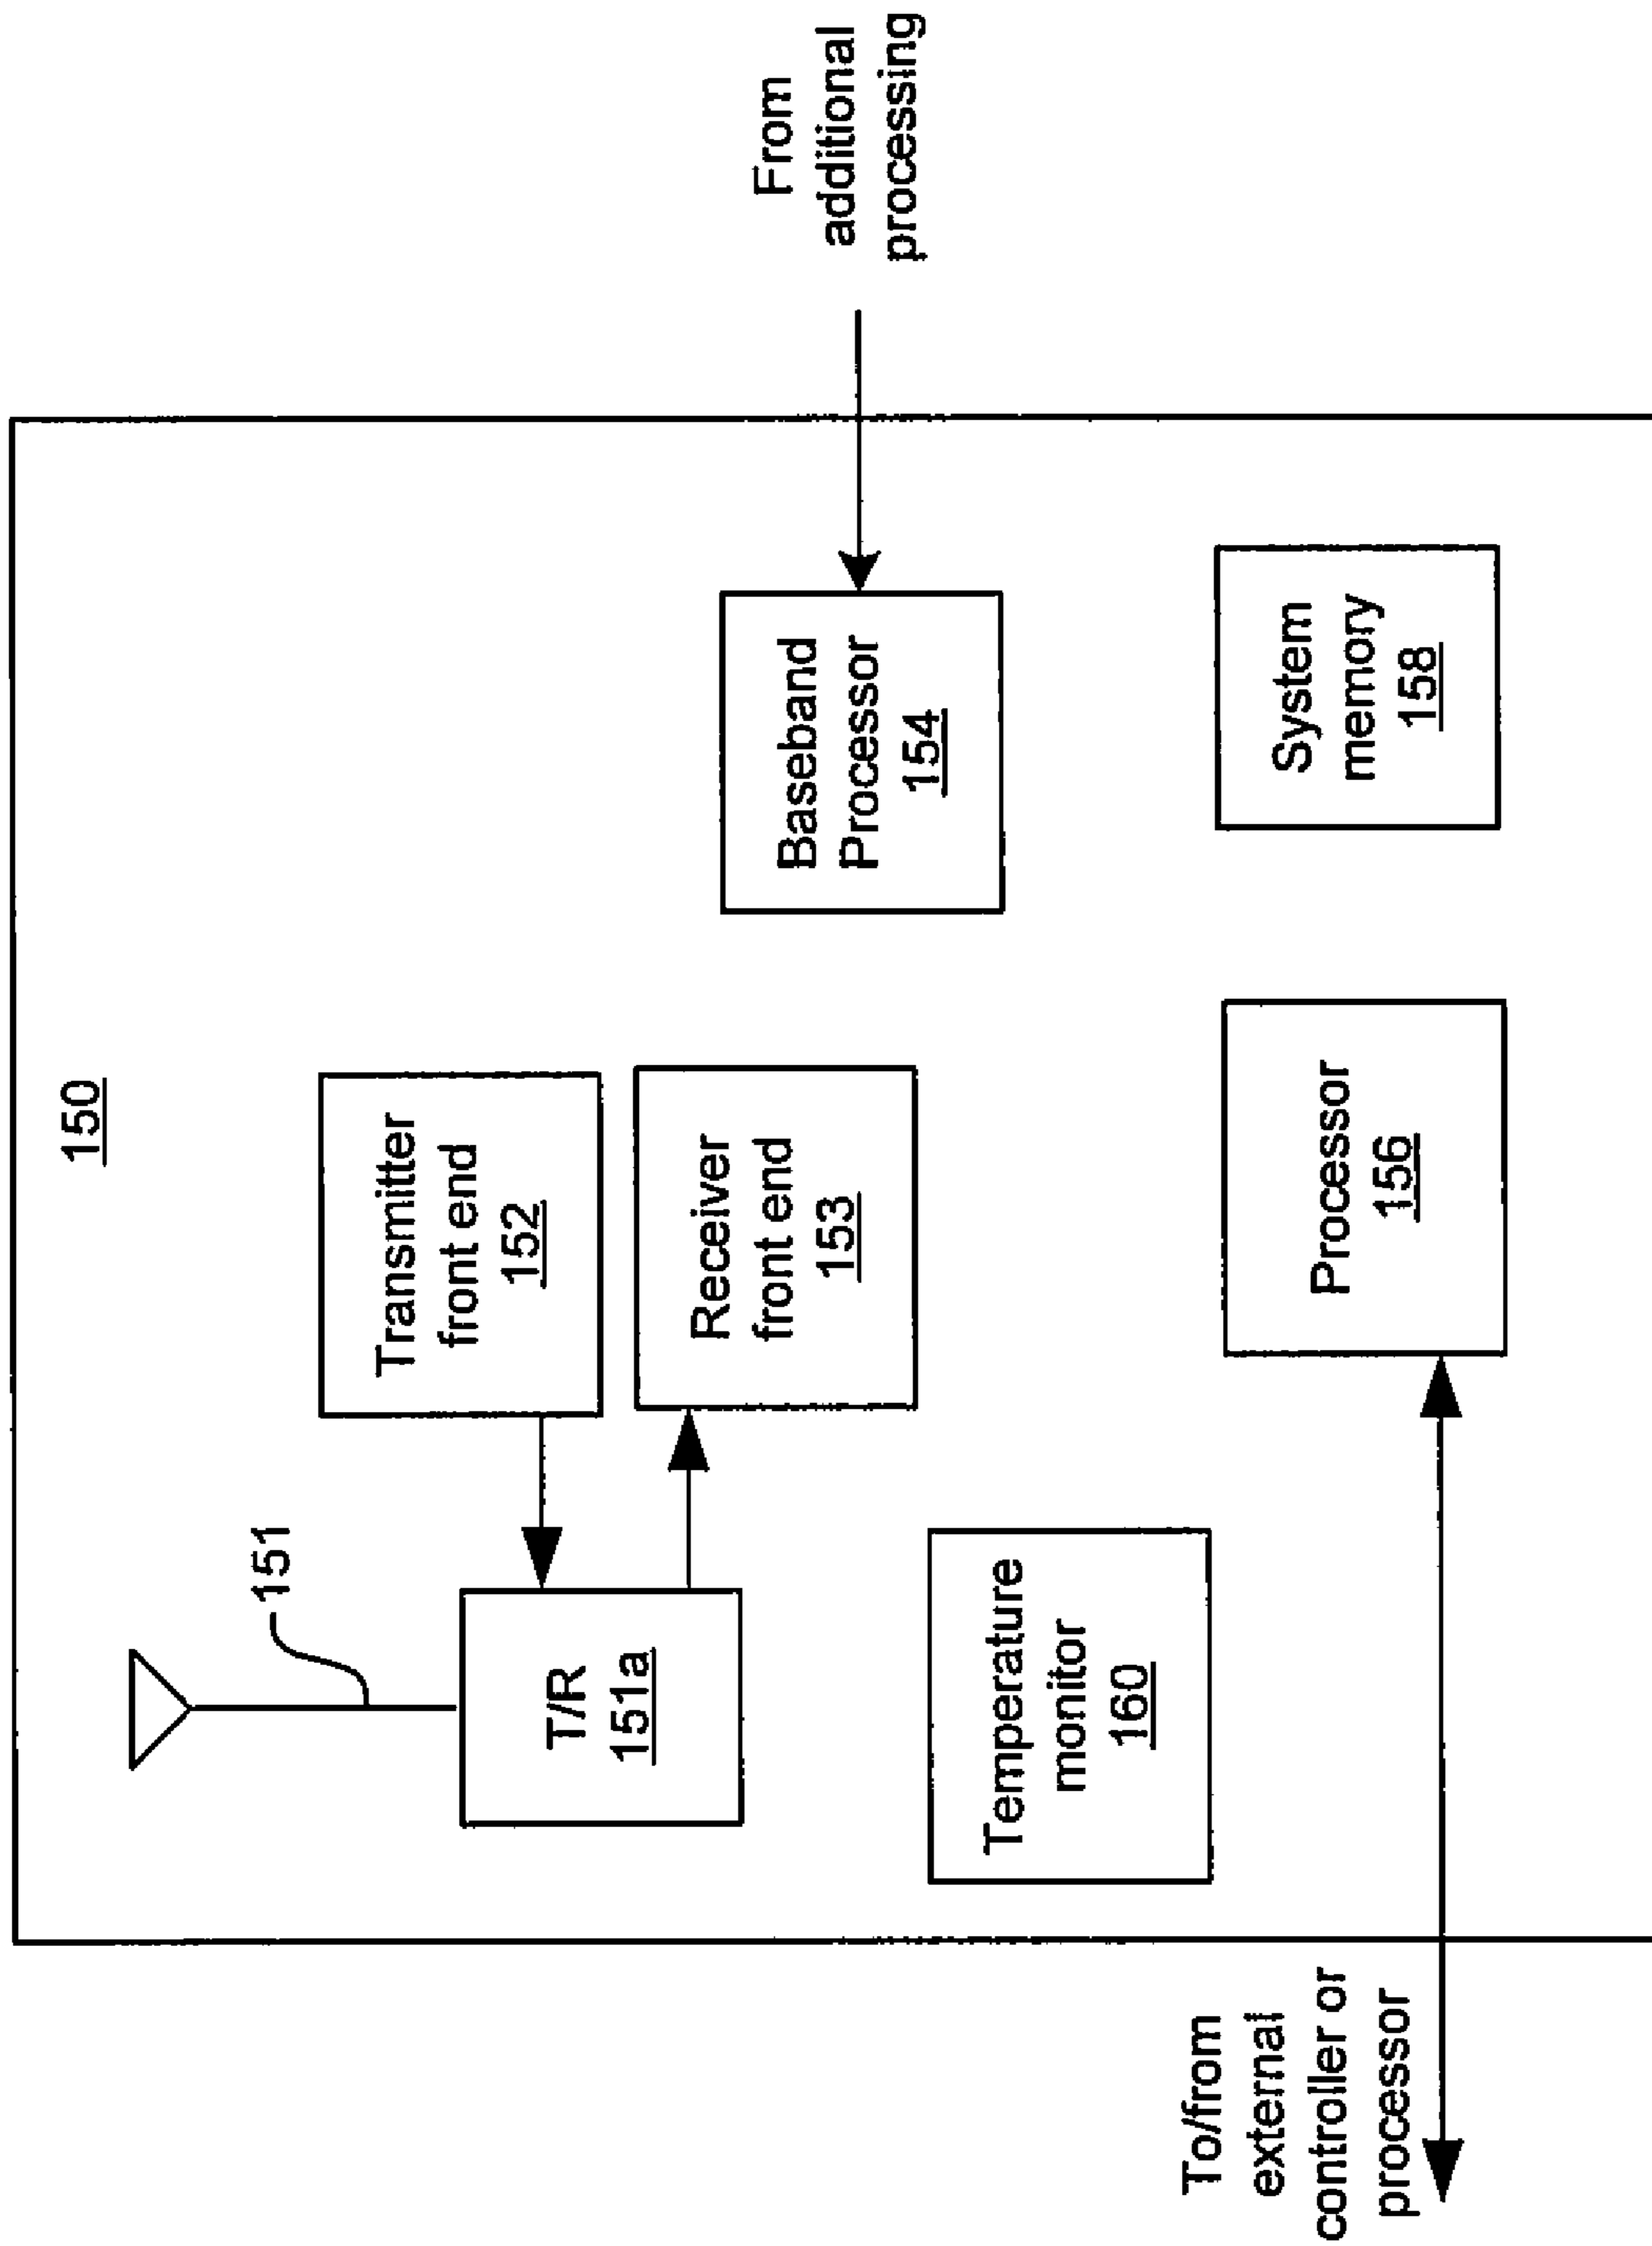 150
151
T/R
151a
Transmitter
front end
152
Receiver
front end
153
Baseband
Processor
154
From
additional
processing
Temperature
monitor
160
Processor
156
System
memory
158
To/from
external
controller or
processor